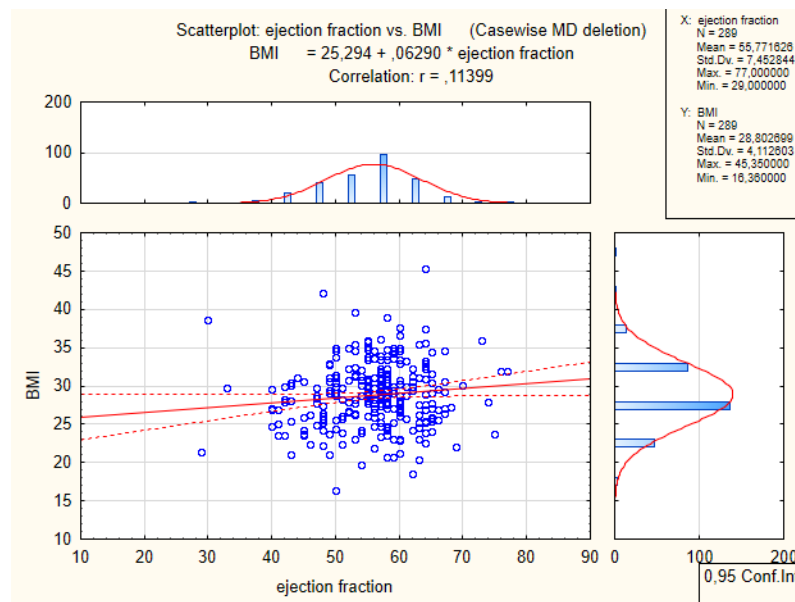 Scatterplot: ejection fraction vs. BMI (Casewise MD deletion)
BMI = 25,294 + ,06290 * ejection fraction
Correlation: r = ,11399
X: ejection fraction
N = 289
Mean = 55,771626
Std.Dv. = 7,452844
Max. = 77,000000
Min. = 29,000000
Y: BMI
N = 289
Mean = 28,802699
Std.Dv. = 4,112603
Max. = 45,350000
Min. = 16,360000
200
100
0
50
45
40
35
30
25
20
15
10
BMI
10 20 30 40 50 60 70 80 90
ejection fraction
0 100 200
0,95 Conf.Int